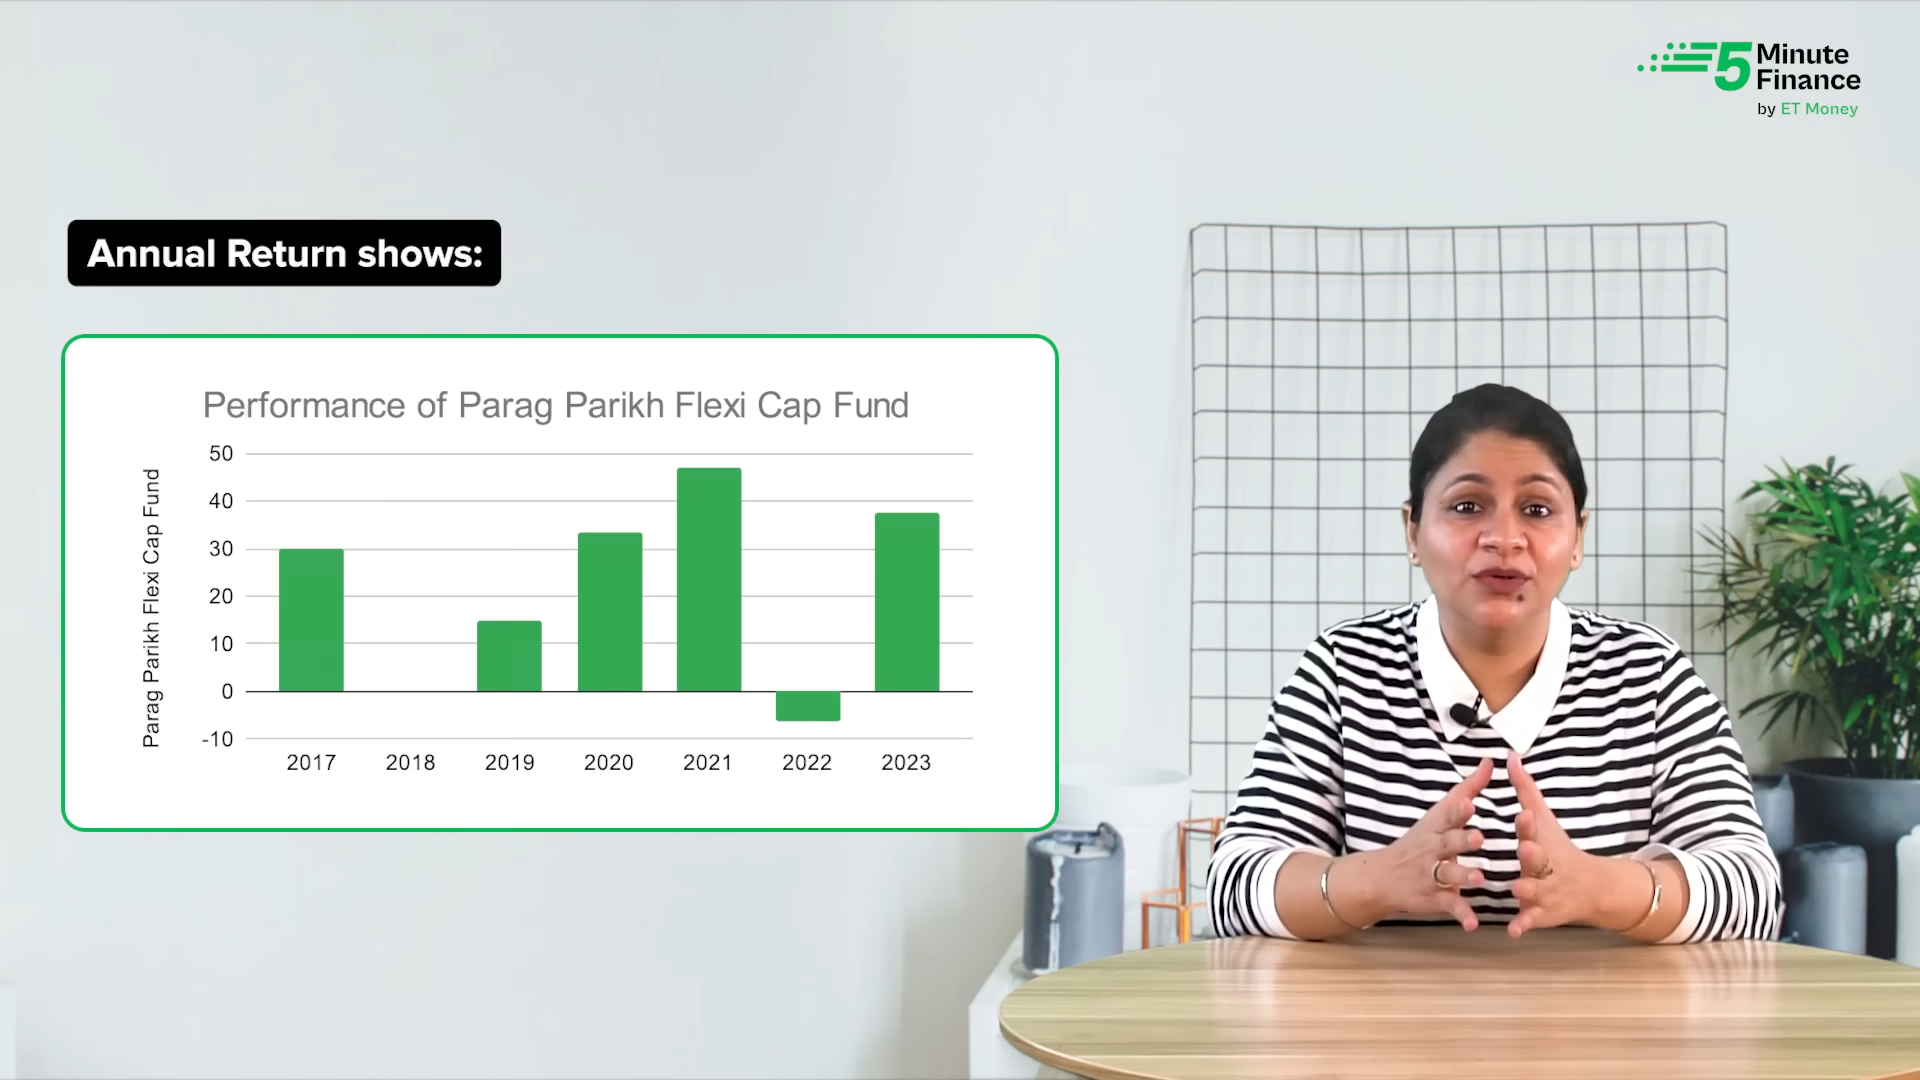 5 Minute
Finance
by ET Money
Annual Return shows:
Performance of Parag Parikh Flexi Cap Fund
Parag Parikh Flexi Cap Fund
50
40
30
20
10
0
-10
2017 2018 2019 2020 2021 2022 2023